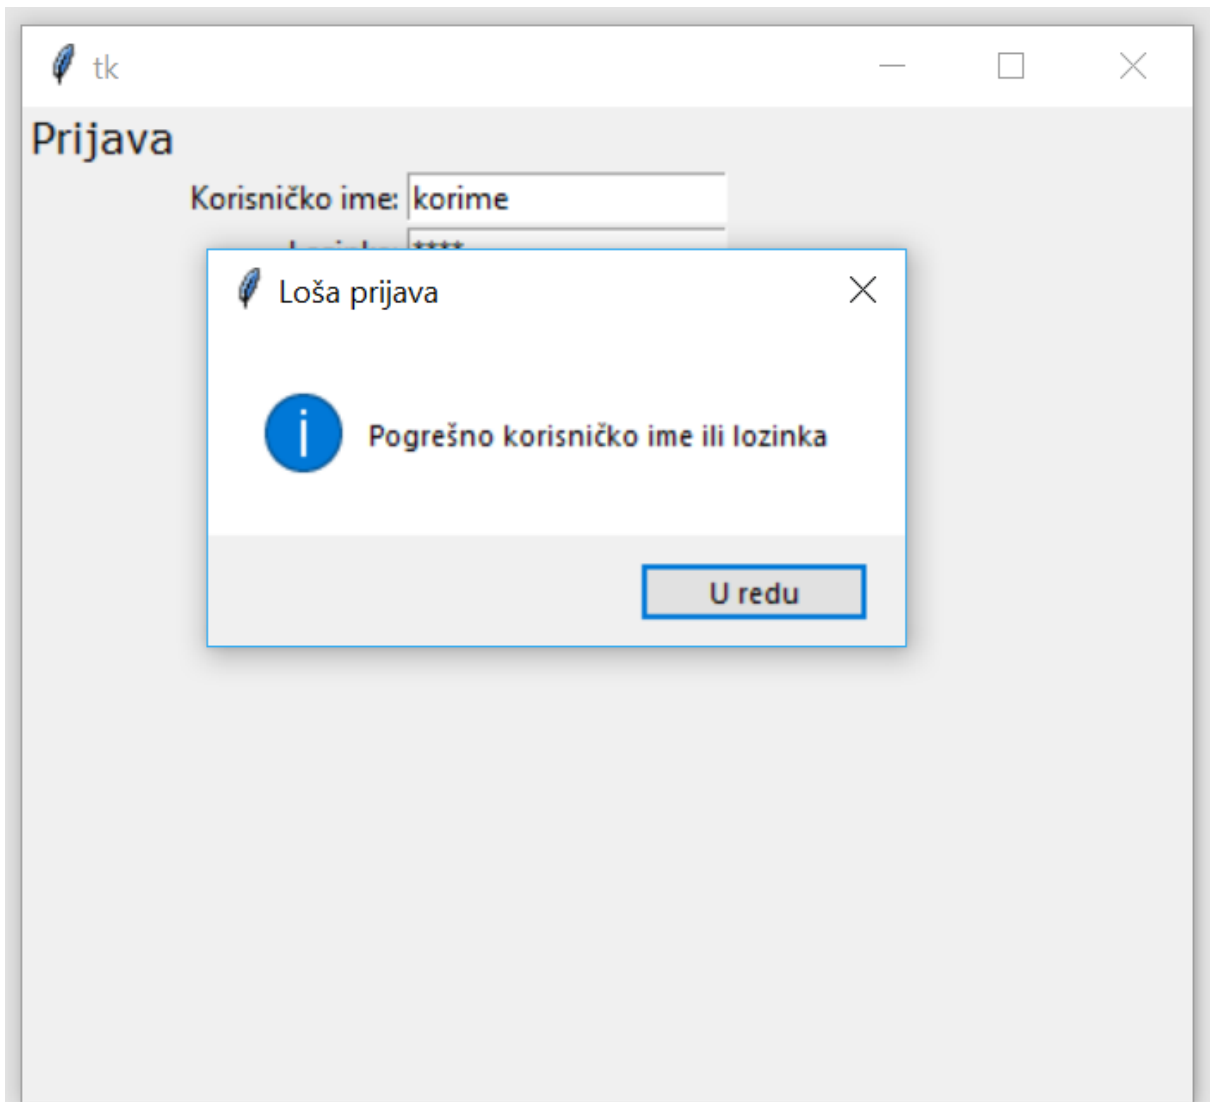 tk
Prijava
Korisničko ime: korime
****
Loša prijava
Pogrešno korisničko ime ili lozinka
U redu